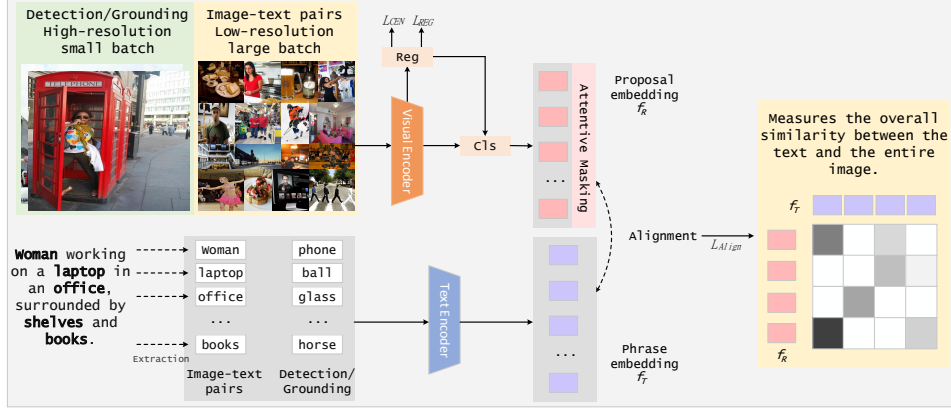 Detection/Grounding
High-resolution
small batch
Image-text pairs
Low-resolution
large batch
TELEPHONE
L_CEN
L_REG
Reg
Visual Encoder
Cls
Attentive Masking
...
Proposal
embedding
f_R
Woman working
on a laptop in
an office,
surrounded by
shelves and
books.
Extraction
woman
laptop
office
...
books
Image-text
pairs
phone
ball
glass
...
horse
Detection/
Grounding
Text Encoder
...
Phrase
embedding
f_T
Alignment
L_Align
Measures the overall
similarity between the
text and the entire
image.
f_T
f_R